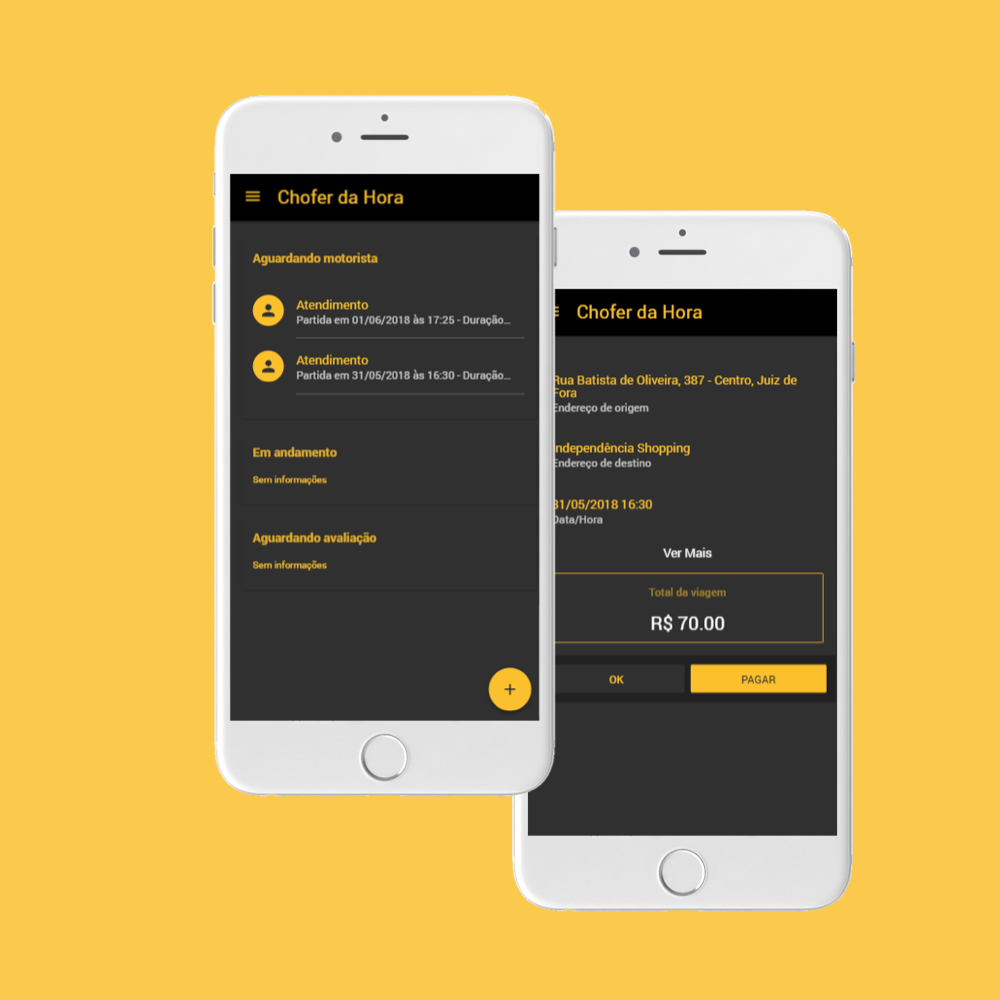 Chofer da Hora
Aguardando motorista
Atendimento
Partida em 01/06/2018 às 17:25 - Duração...
Atendimento
Partida em 31/05/2018 às 16:30 - Duração...
Em andamento
Sem informações
Aguardando avaliação
Sem informações
+
Chofer da Hora
Rua Batista de Oliveira, 387 - Centro, Juiz de
Fora
Endereço de origem
Independência Shopping
Endereço de destino
31/05/2018 16:30
Data/Hora
Ver Mais
Total da viagem
R$ 70.00
OK
PAGAR